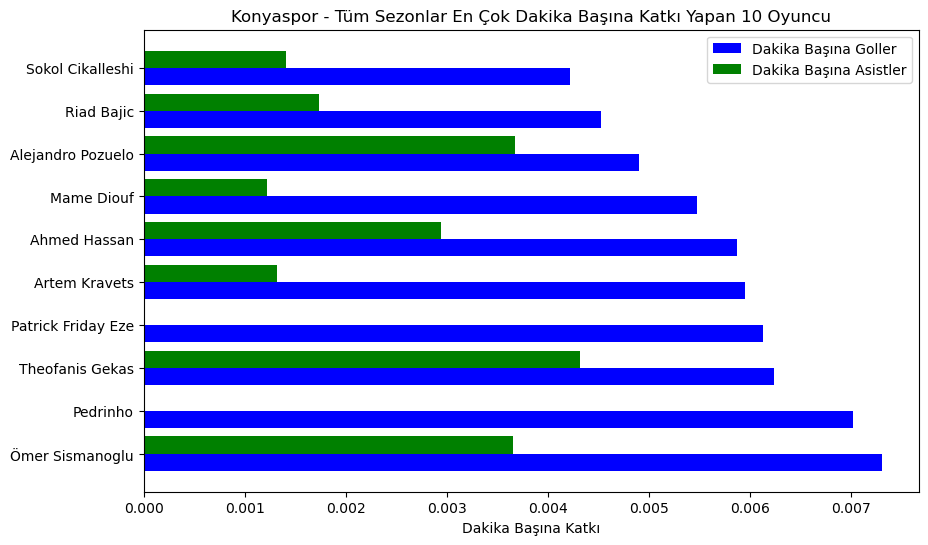 Konyaspor - Tüm Sezonlar En Çok Dakika Başına Katkı Yapan 10 Oyuncu
Dakika Başına Goller
Dakika Başına Asistler
Sokol Cikalleshi
Riad Bajic
Alejandro Pozuelo
Mame Diouf
Ahmed Hassan
Artem Kravets
Patrick Friday Eze
Theofanis Gekas
Pedrinho
Ömer Sismanoglu
0.000 0.001 0.002 0.003 0.004 0.005 0.006 0.007
Dakika Başına Katkı